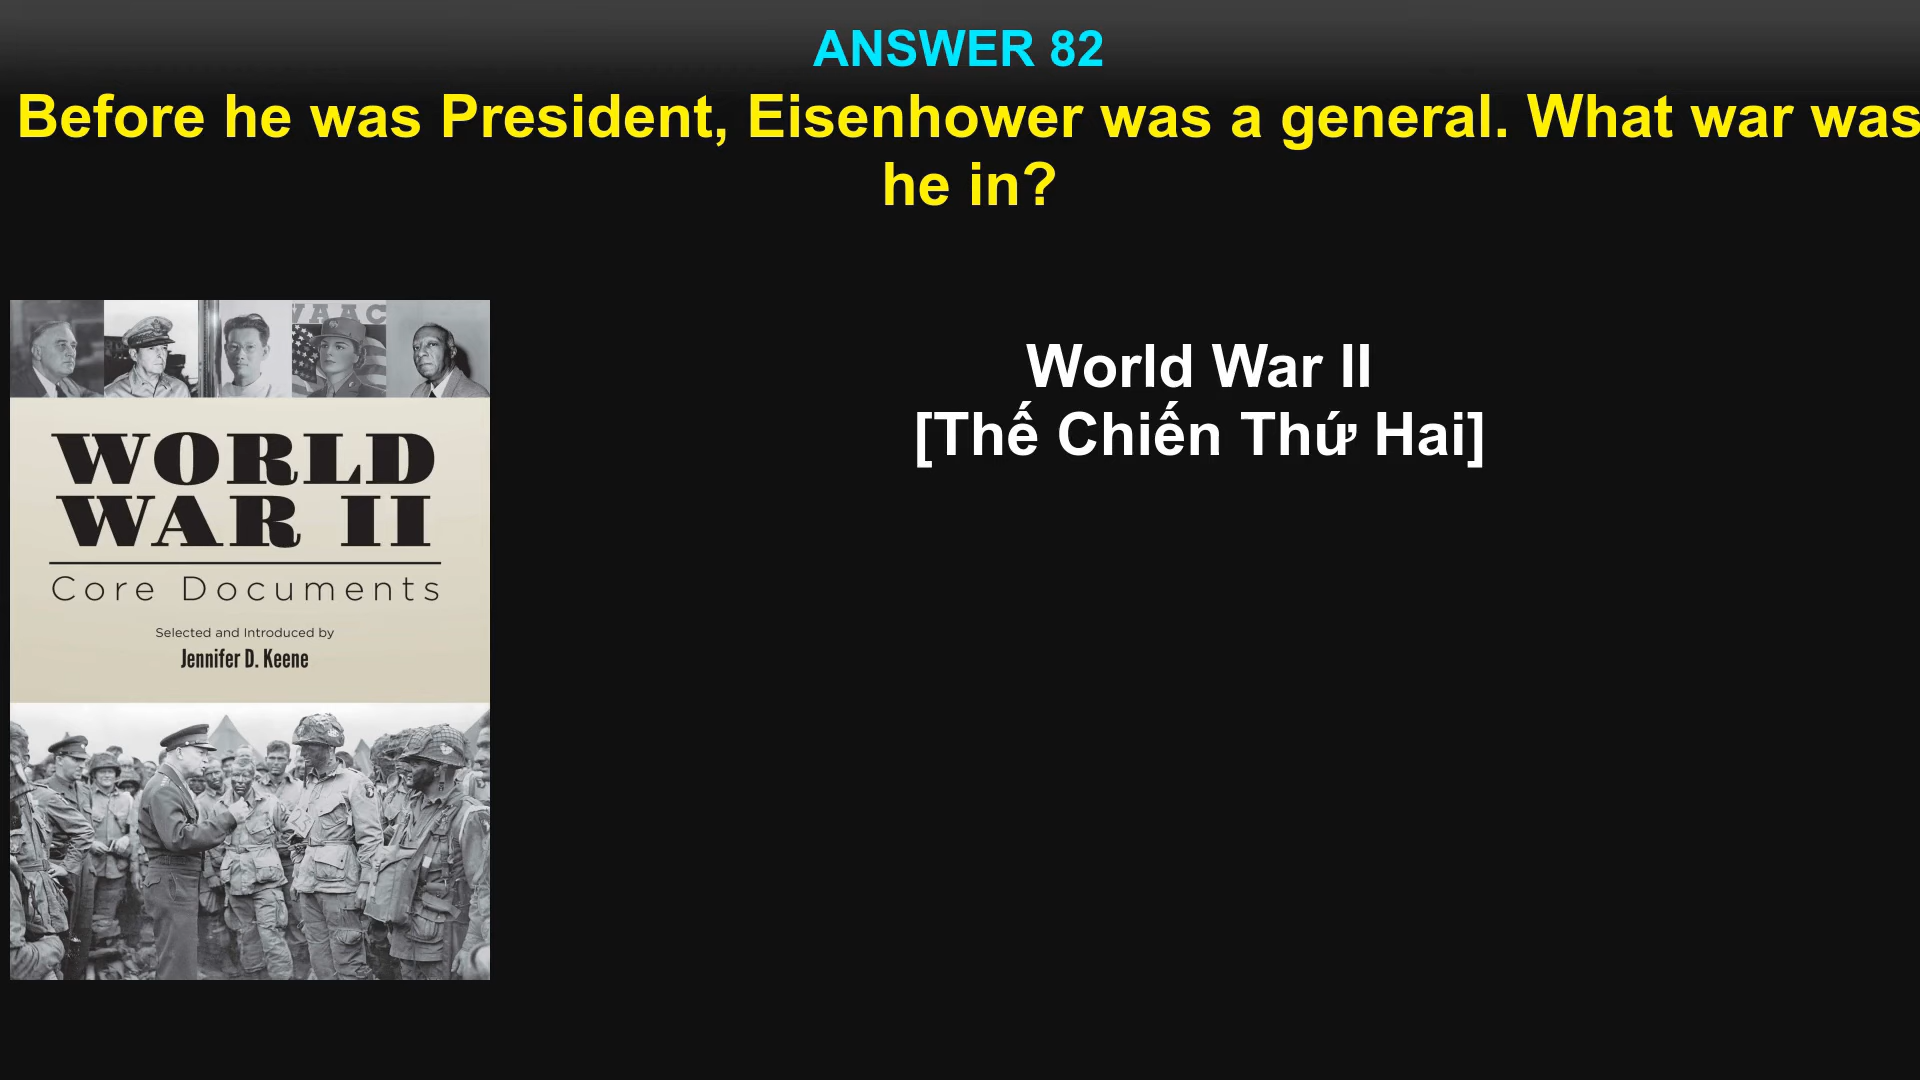 ANSWER 82
Before he was President, Eisenhower was a general. What war was
he in?
World War II
[Thế Chiến Thứ Hai]
WAAC
WORLD
WAR II
Core Documents
Selected and Introduced by
Jennifer D. Keene